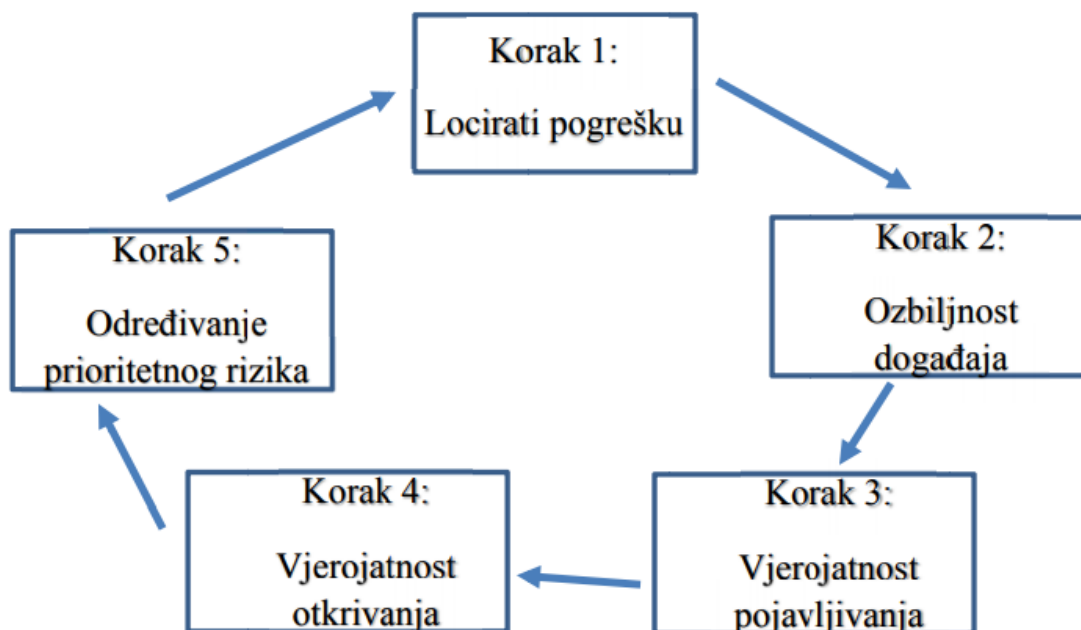 Korak 1:
Locirati pogrešku
Korak 2:
Ozbiljnost
događaja
Korak 3:
Vjerojatnost
pojavljivanja
Korak 4:
Vjerojatnost
otkrivanja
Korak 5:
Određivanje
prioritetnog rizika